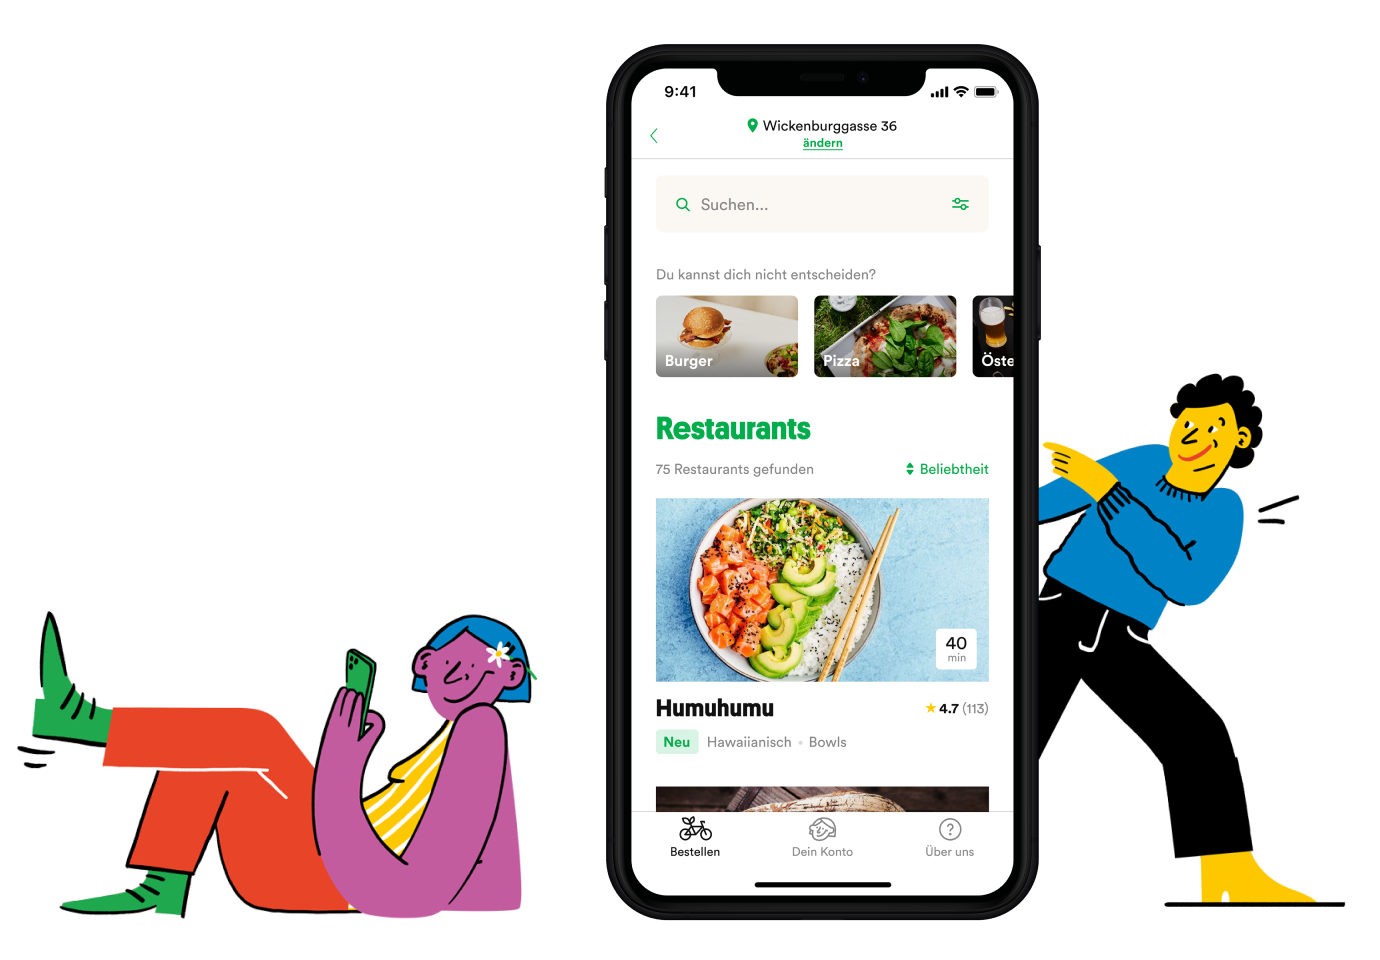 9:41
Wickenburggasse 36
ändern
Suchen...
Du kannst dich nicht entscheiden?
Burger
Pizza
Öste
Restaurants
75 Restaurants gefunden
Beliebtheit
40
min
Humuhumu
4.7 (113)
Neu Hawaiianisch • Bowls
Bestellen
Dein Konto
Über uns